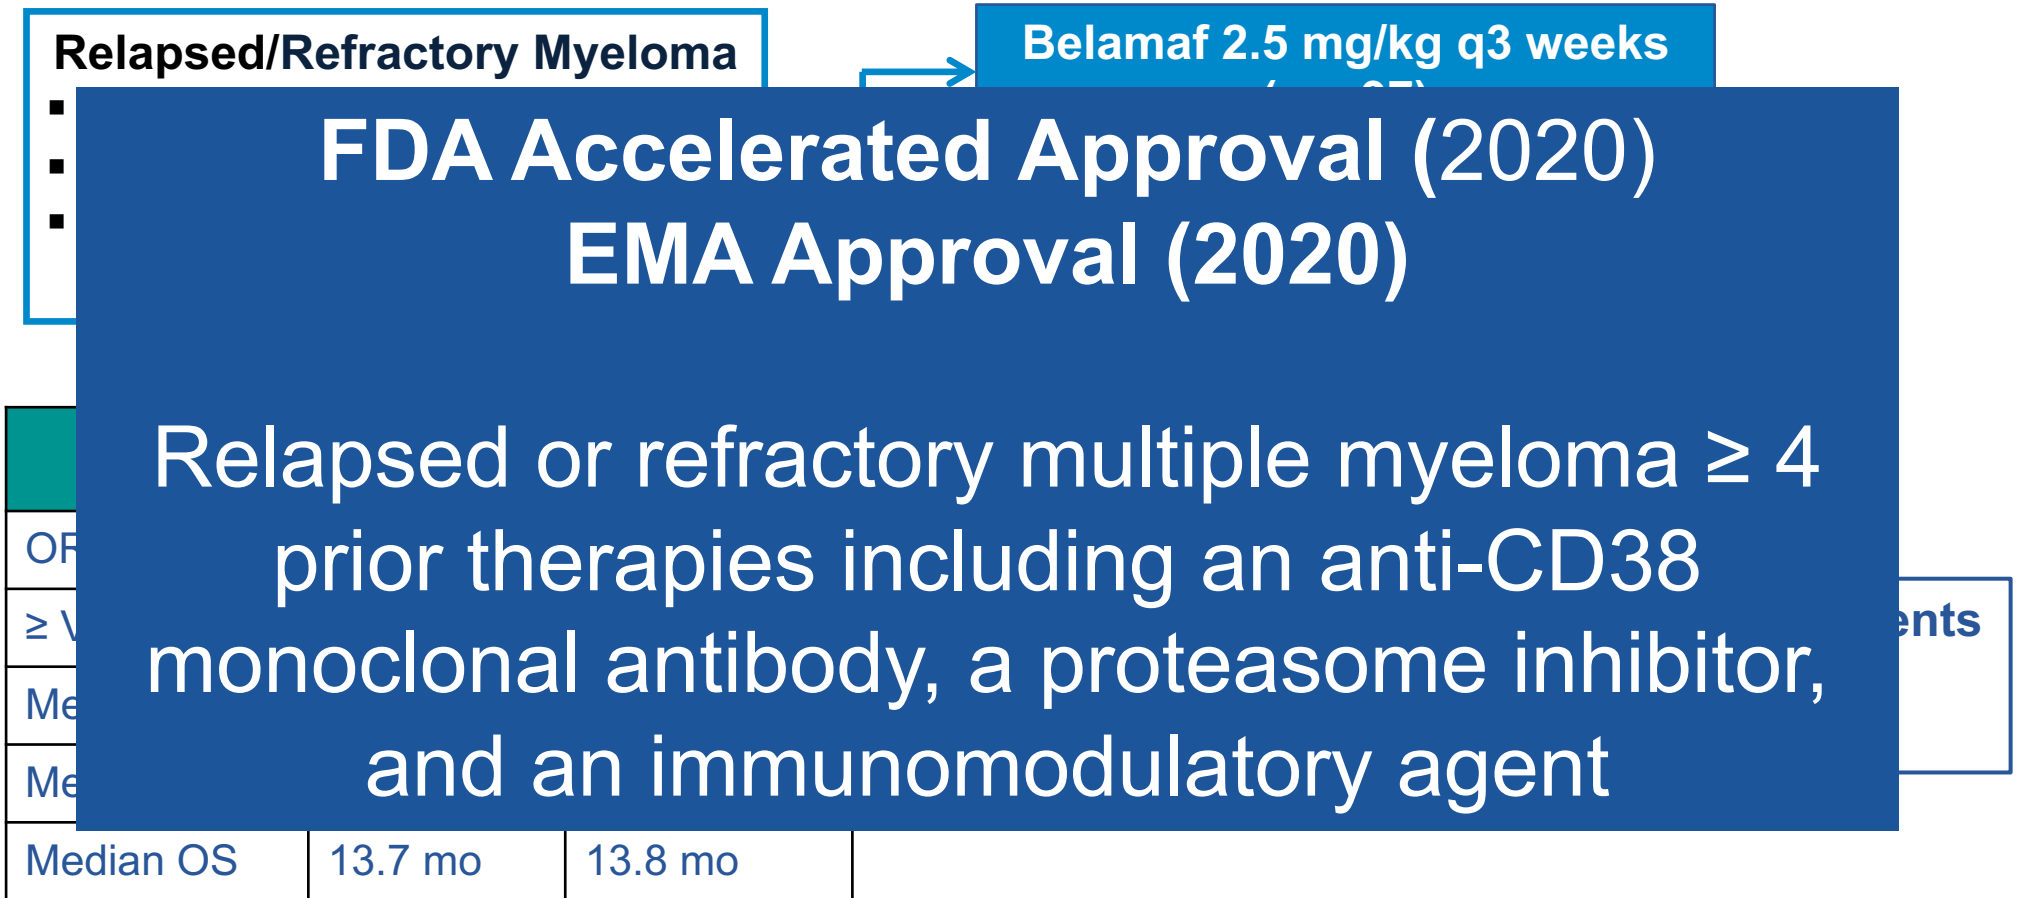 Relapsed/Refractory Myeloma
Belamaf 2.5 mg/kg q3 weeks
FDA Accelerated Approval (2020)
EMA Approval (2020)
Relapsed or refractory multiple myeloma ≥ 4
prior therapies including an anti-CD38
monoclonal antibody, a proteasome inhibitor,
and an immunomodulatory agent
Median OS 13.7 mo 13.8 mo